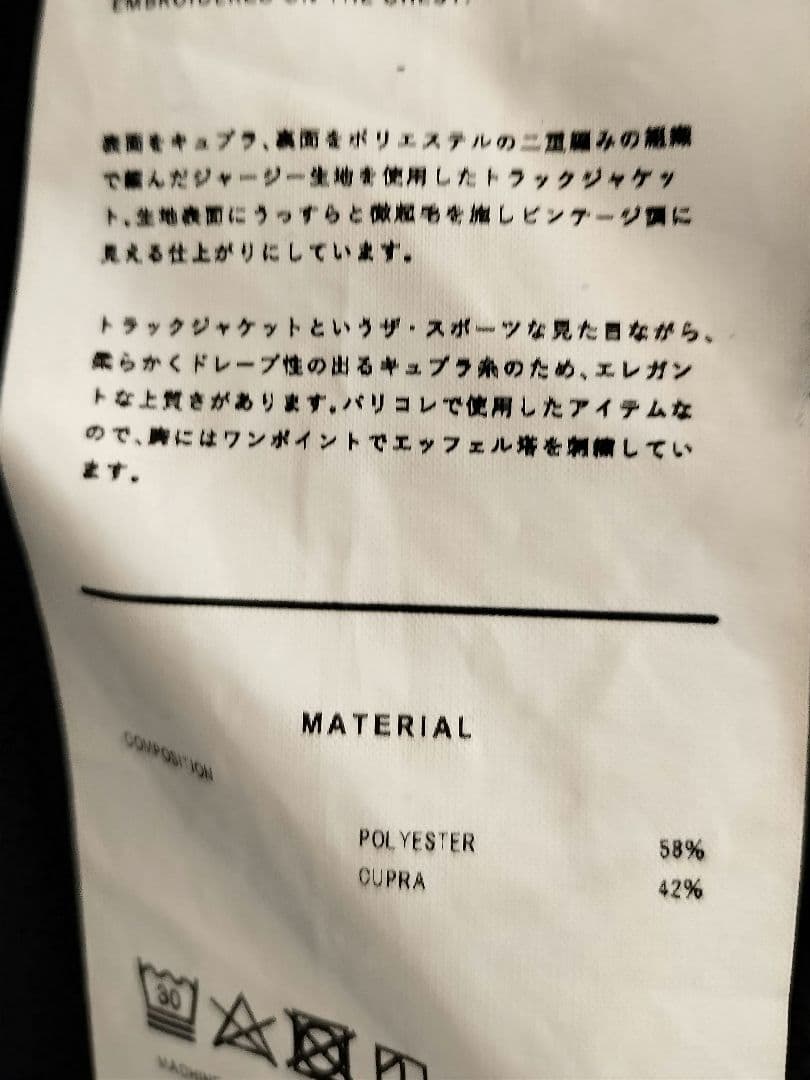 EMBROIDERED ON THE CHEST.
表面をキュプラ、裏面をポリエステルの二重編みの組織
で編んだジャージー生地を使用したトラックジャケッ
ト、生地表面にうっすらと微起毛を施しビンテージ調に
見える仕上がりにしています。
トラックジャケットというザ・スポーツな見た目ながら、
柔らかくドレープ性の出るキュプラ糸のため、エレガン
トな上質さがあります。パリコレで使用したアイテムな
ので、胸にはワンポイントでエッフェル塔を刺繍してい
ます。
MATERIAL
COMPOSITION
POLYESTER 58%
CUPRA 42%
30